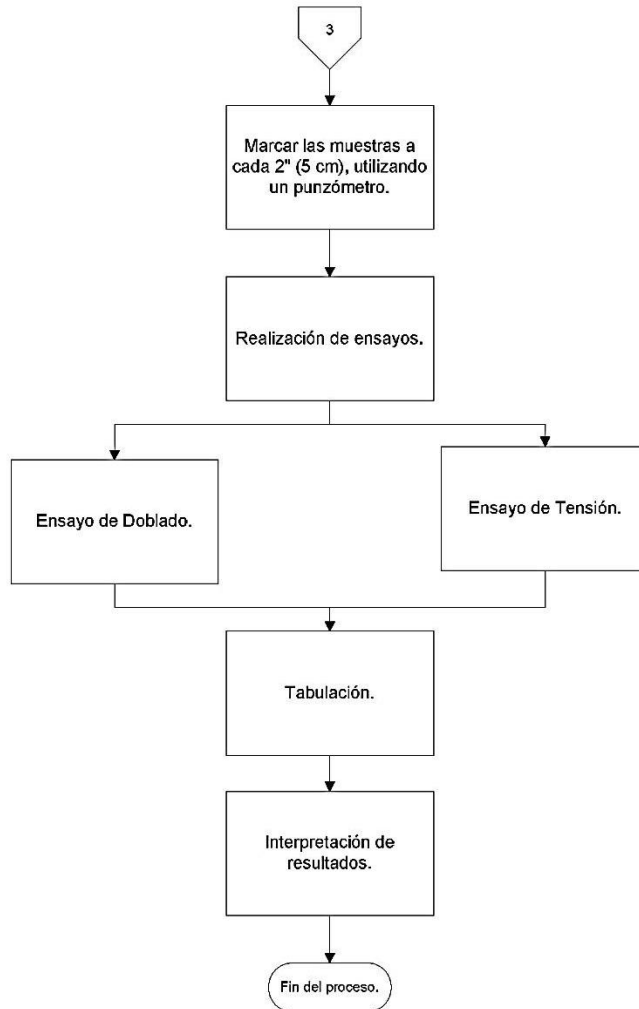 3
Marcar las muestras a
cada 2" (5 cm), utilizando
un punzómetro.
Realización de ensayos.
Ensayo de Doblado.
Ensayo de Tensión.
Tabulación.
Interpretación de
resultados.
Fin del proceso.